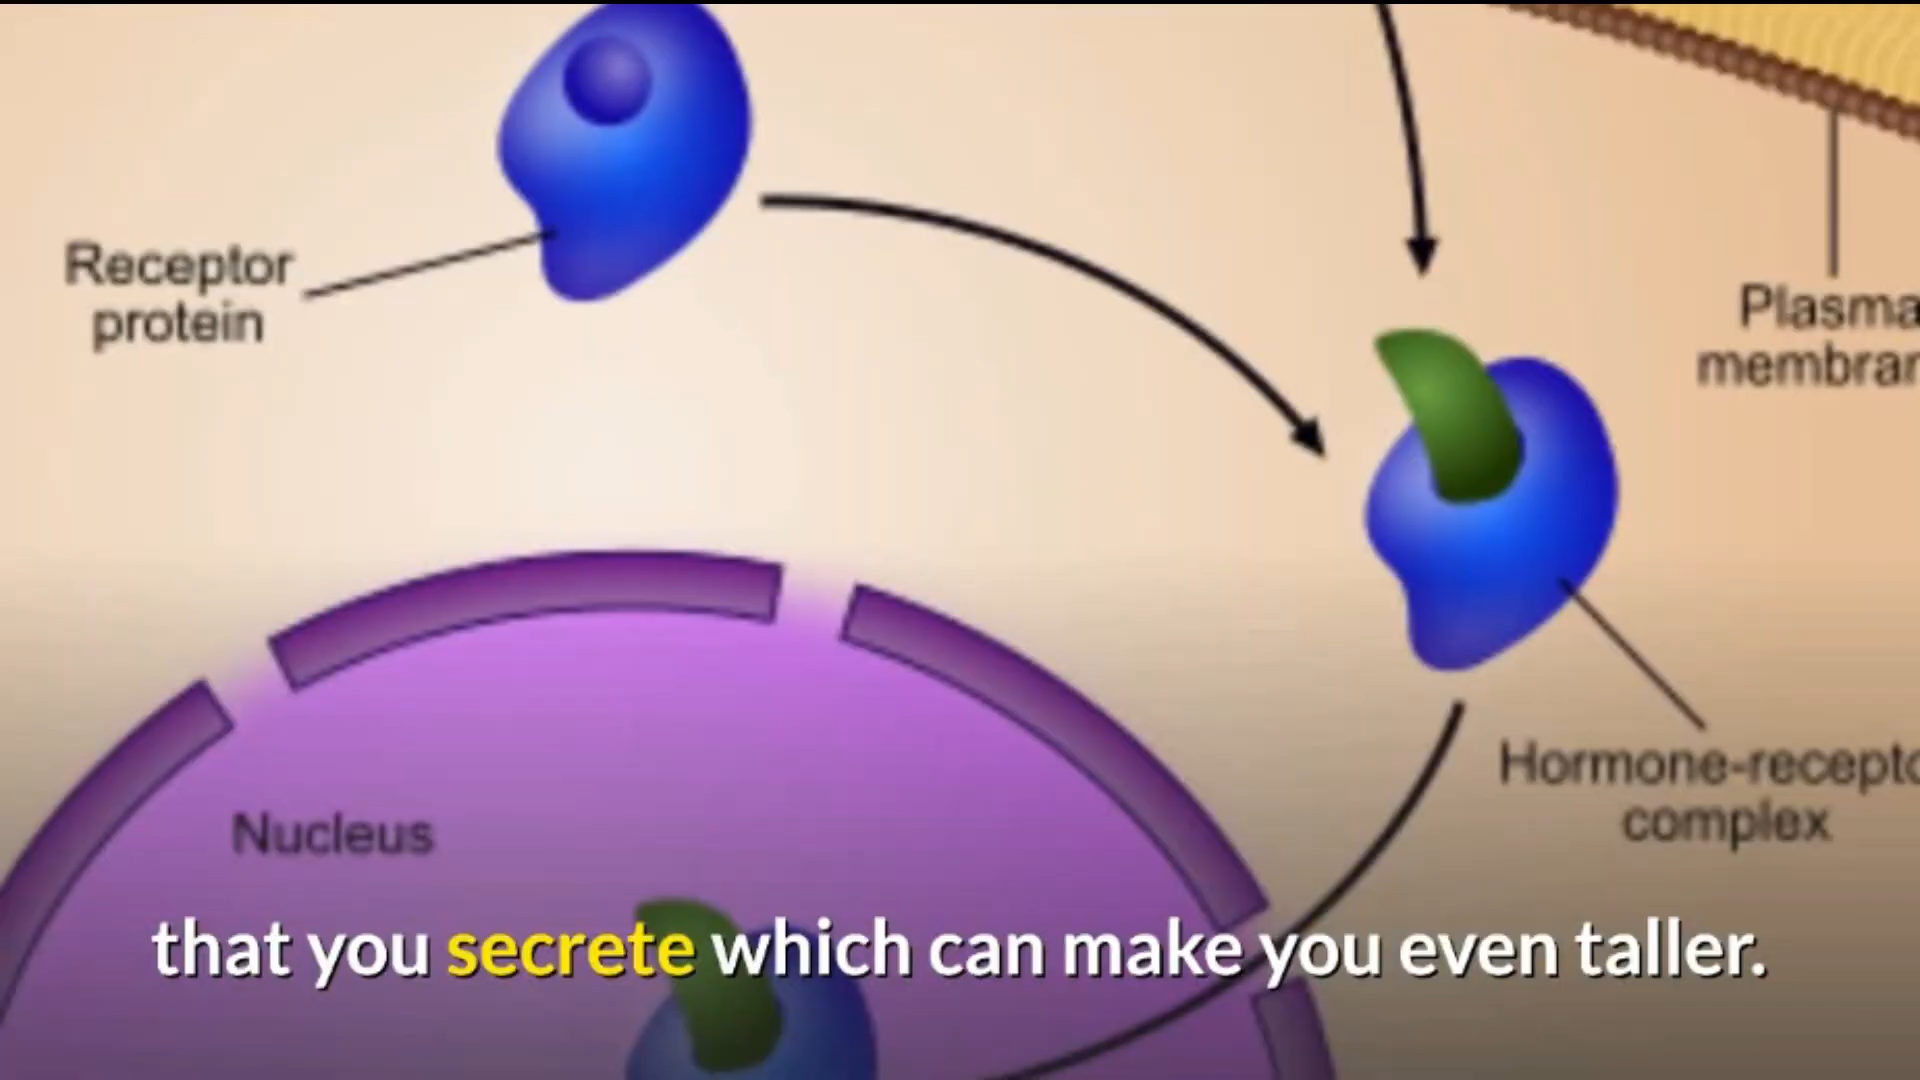 Receptor
protein
Plasma
membran
Hormone-recepto
complex
Nucleus
that you secrete which can make you even taller.